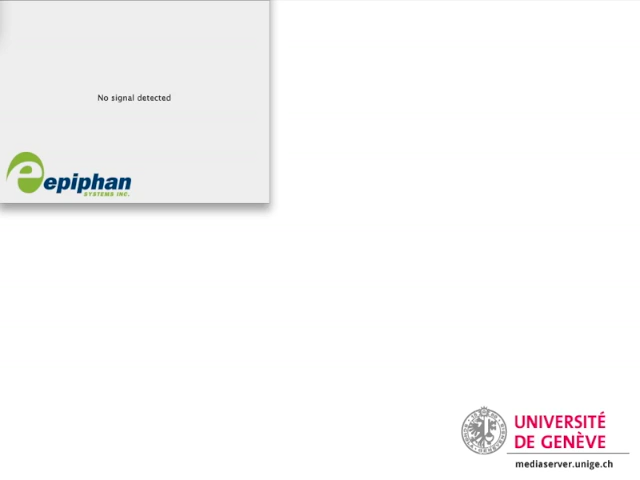 No signal detected
epiphan
SYSTEMS INC.
UNIVERSITÉ
DE GENÈVE
mediaserver.unige.ch